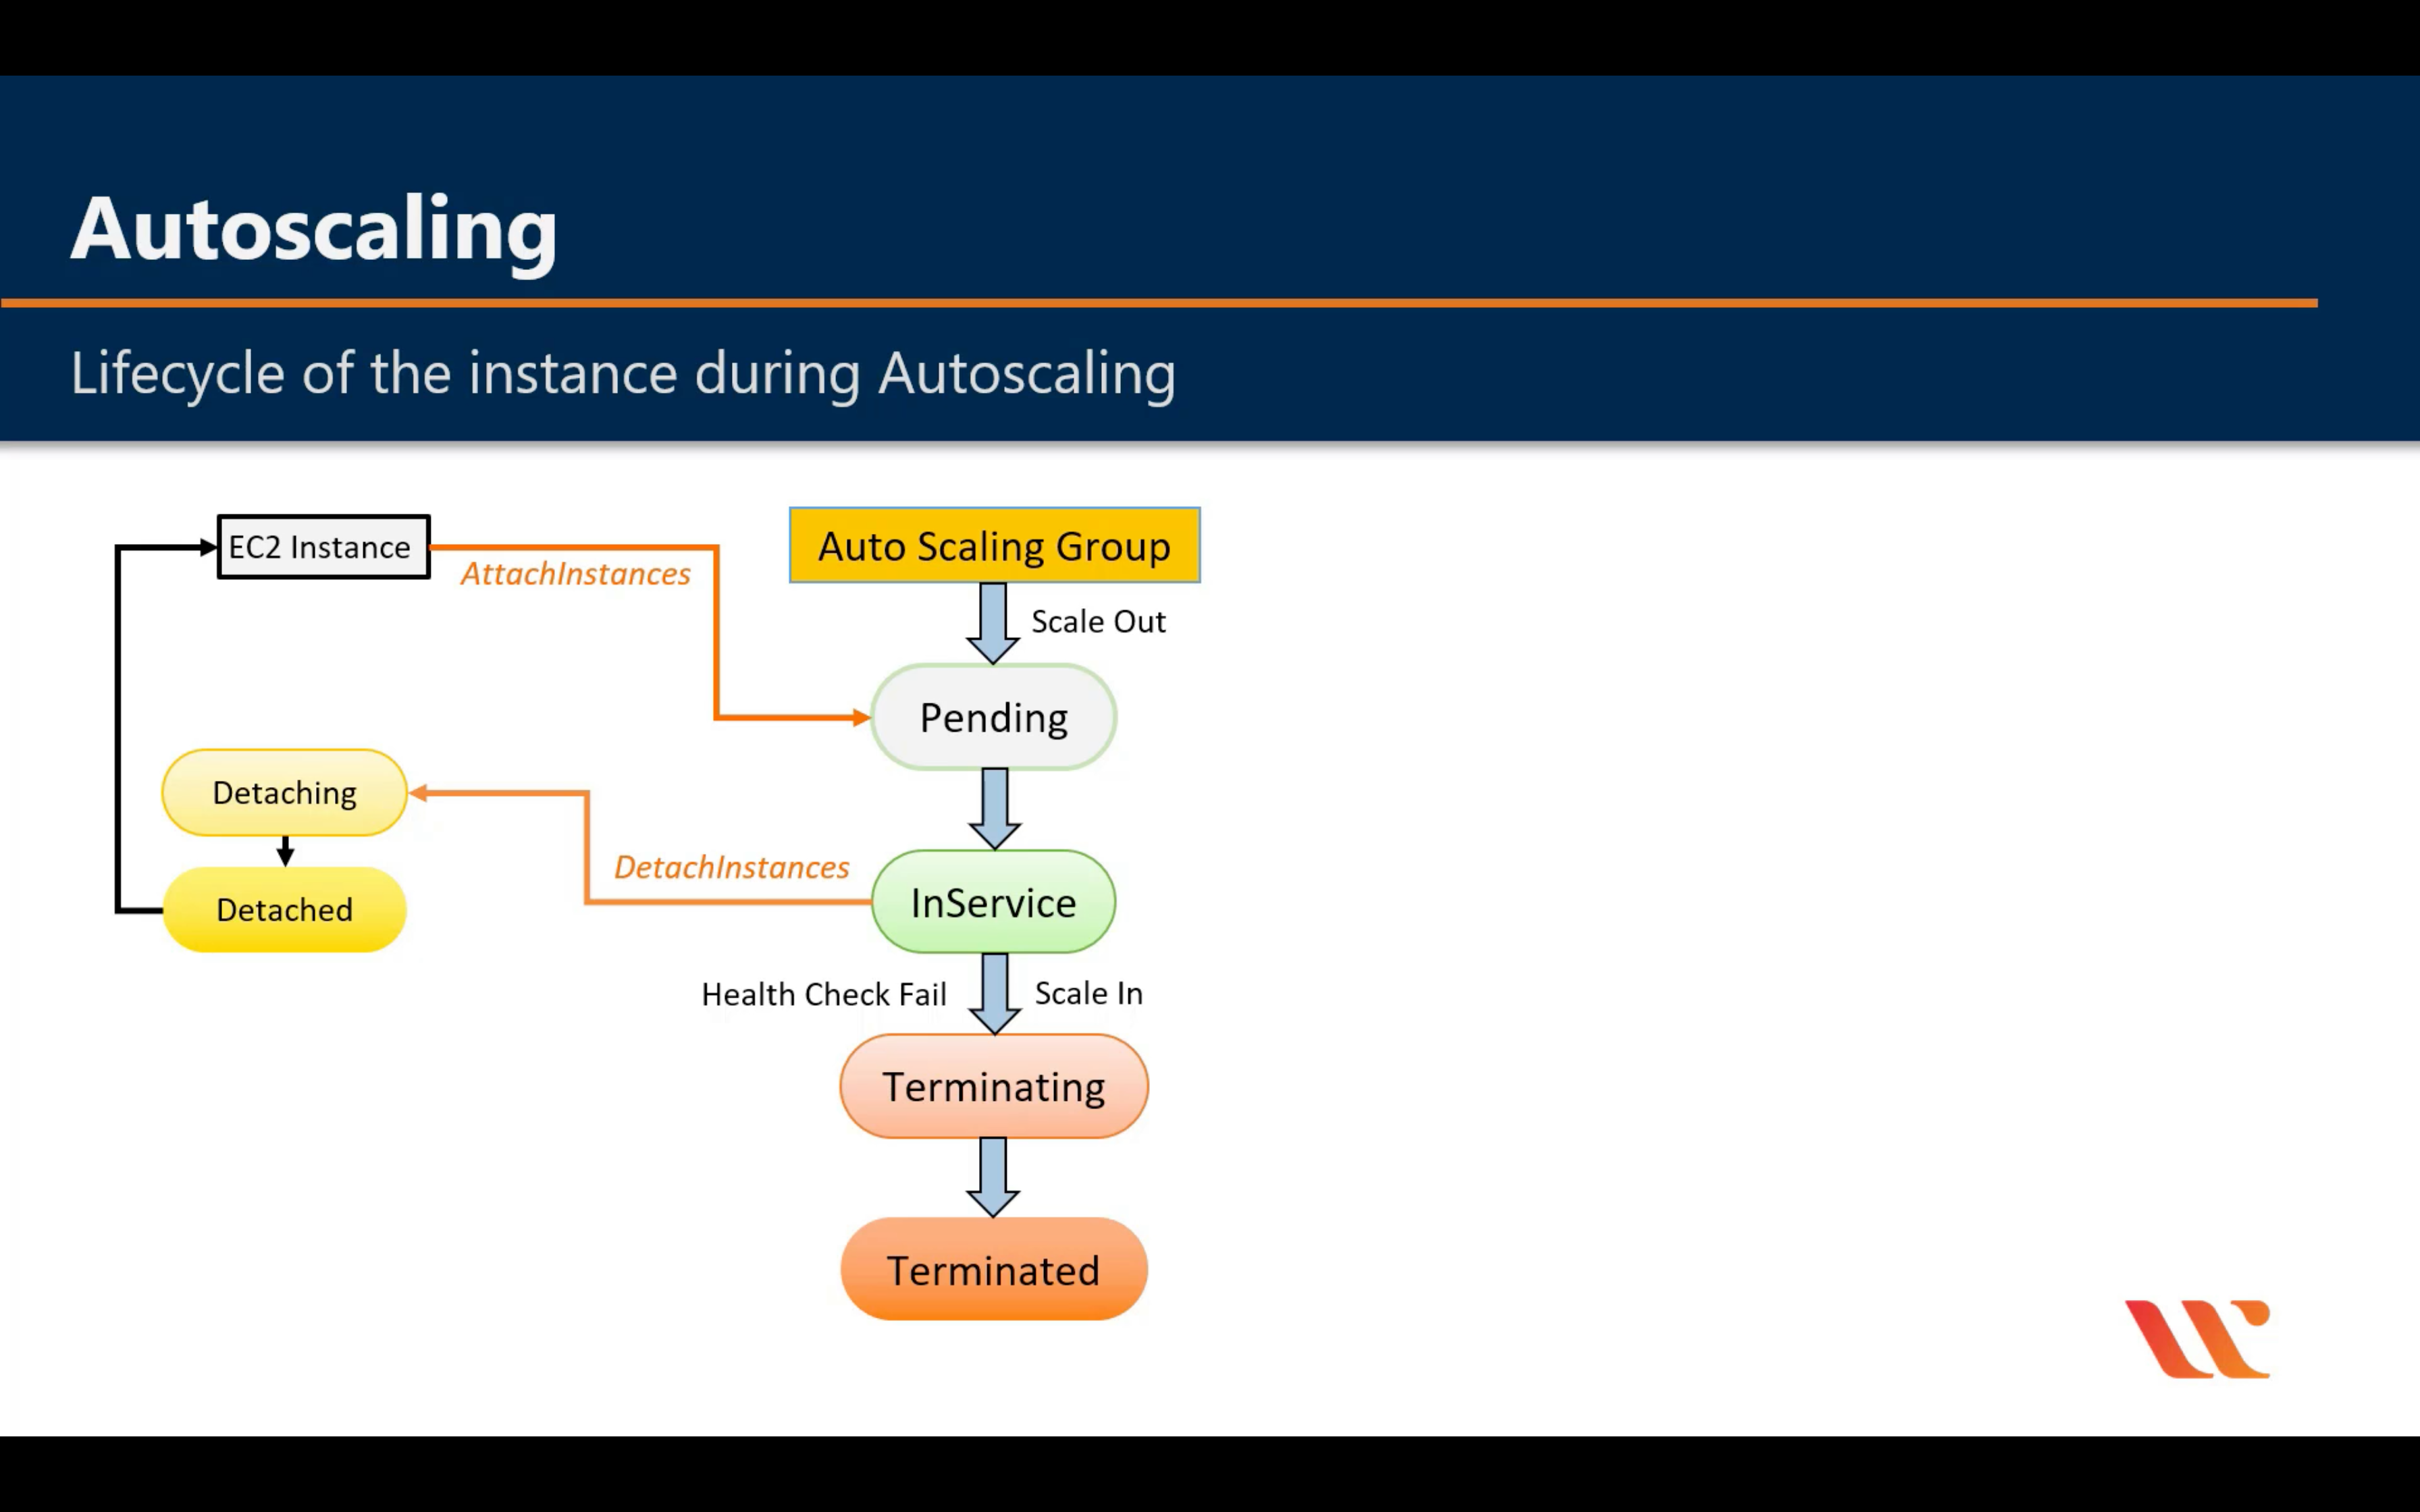 Autoscaling
Lifecycle of the instance during Autoscaling
EC2 Instance
AttachInstances
Auto Scaling Group
Scale Out
Pending
Detaching
DetachInstances
InService
Detached
Health Check Fail
Scale In
Terminating
Terminated